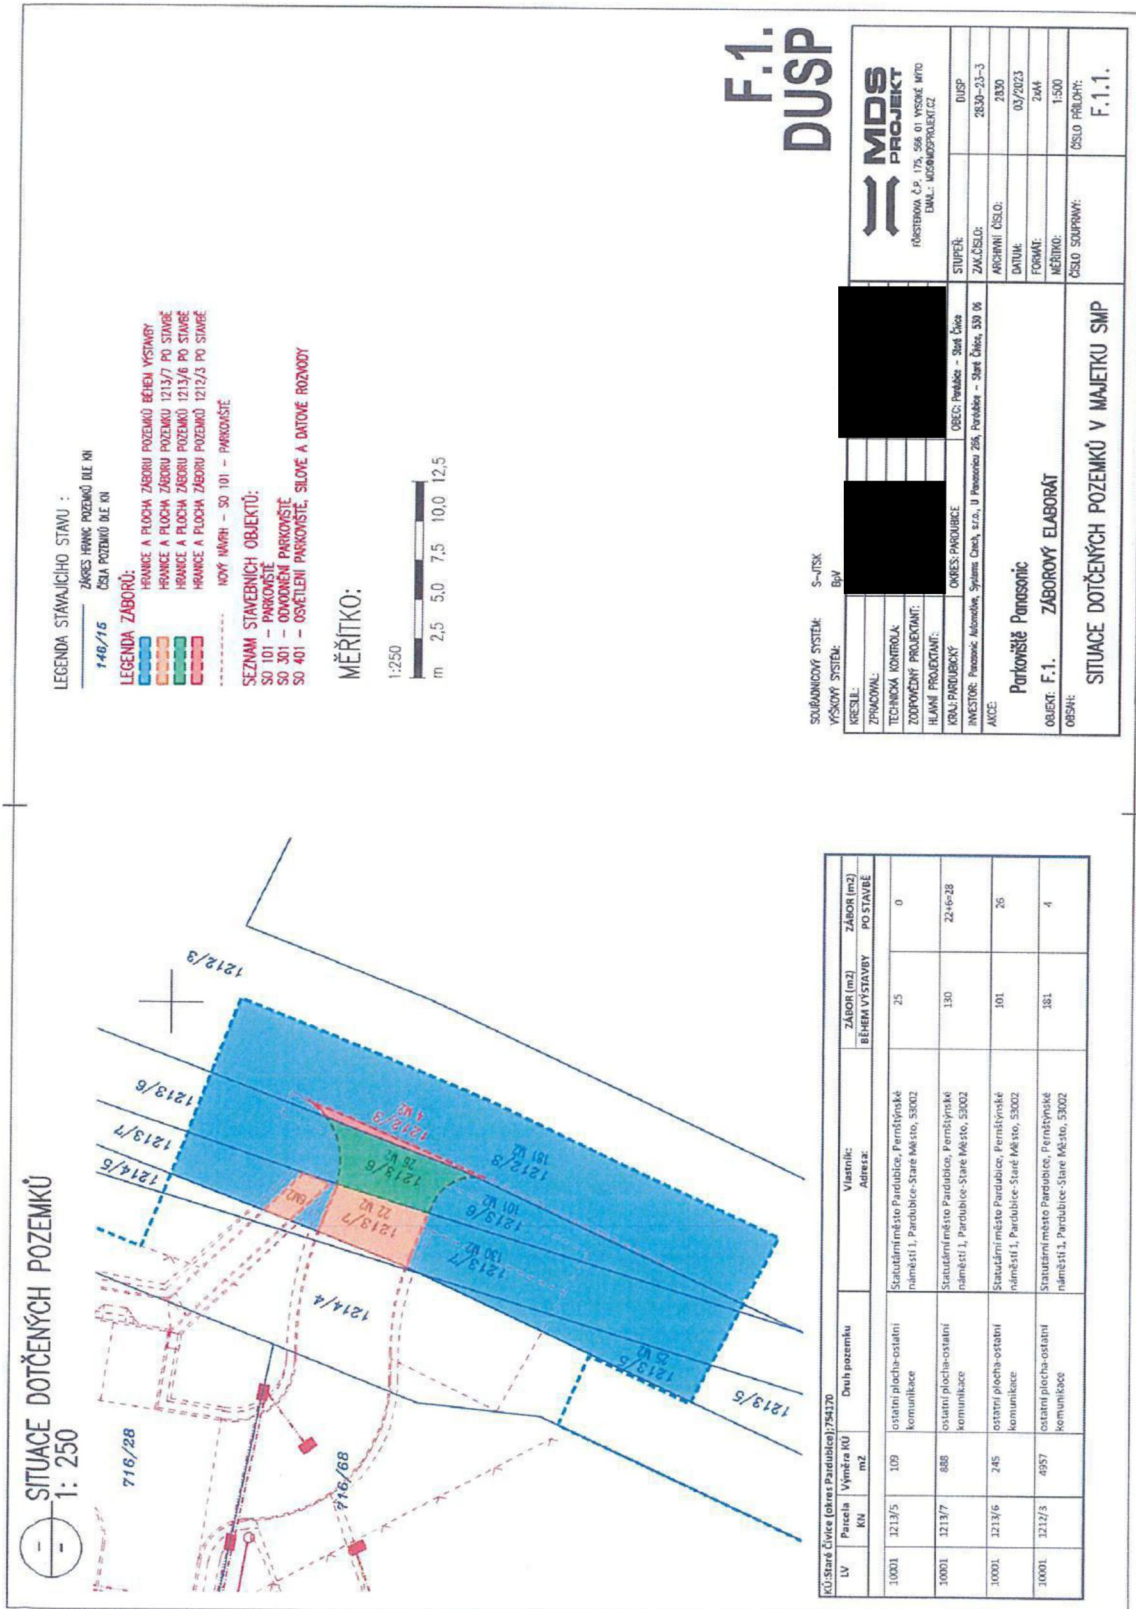 SITUACE DOTČENÝCH POZEMKŮ
1: 250
716/28
716/68
1214/4
1214/5
1213/7
1213/6
1212/3
6M2
1213/7
22 M2
1213/6
26 M2
1212/3
4 M2
1213/7
130 M2
1213/6
101 M2
1212/3
181 M2
1213/5
25 M2
1213/5
KÚ:Staré Čívice (okres Pardubice);754170
LV
Parcela KN
Výměra KÚ m2
Druh pozemku
Vlastník: Adresa:
ZÁBOR (m2) BĚHEM VÝSTAVBY
ZÁBOR (m2) PO STAVBĚ
10001 1213/5 109 ostatní plocha-ostatní komunikace Statutární město Pardubice, Pernštýnské náměstí 1, Pardubice-Staré Město, 53002 25 0
10001 1213/7 888 ostatní plocha-ostatní komunikace Statutární město Pardubice, Pernštýnské náměstí 1, Pardubice-Staré Město, 53002 130 22+6=28
10001 1213/6 245 ostatní plocha-ostatní komunikace Statutární město Pardubice, Pernštýnské náměstí 1, Pardubice-Staré Město, 53002 101 26
10001 1212/3 4957 ostatní plocha-ostatní komunikace Statutární město Pardubice, Pernštýnské náměstí 1, Pardubice-Staré Město, 53002 181 4
LEGENDA STÁVAJÍCÍHO STAVU :
ZÁKRES HRANIC POZEMKŮ DLE KN
146/15 ČÍSLA POZEMKŮ DLE KN
LEGENDA ZÁBORŮ:
HRANICE A PLOCHA ZÁBORU POZEMKŮ BĚHEM VÝSTAVBY
HRANICE A PLOCHA ZÁBORU POZEMKU 1213/7 PO STAVBĚ
HRANICE A PLOCHA ZÁBORU POZEMKŮ 1213/6 PO STAVBĚ
HRANICE A PLOCHA ZÁBORU POZEMKŮ 1212/3 PO STAVBĚ
NOVÝ NÁVRH - SO 101 - PARKOVIŠTĚ
SEZNAM STAVEBNÍCH OBJEKTŮ:
SO 101 - PARKOVIŠTĚ
SO 301 - ODVODNĚNÍ PARKOVIŠTĚ
SO 401 - OSVĚTLENÍ PARKOVIŠTĚ, SILOVÉ A DATOVÉ ROZVODY
MĚŘÍTKO:
1:250
m 2,5 5,0 7,5 10,0 12,5
F.1.
DUSP
SOUŘADNICOVÝ SYSTÉM: S-JTSK
VÝŠKOVÝ SYSTÉM: BpV
KRESLIL:
ZPRACOVAL:
TECHNICKÁ KONTROLA:
ZODPOVĚDNÝ PROJEKTANT:
HLAVNÍ PROJEKTANT:
MDS
PROJEKT
FÖRSTEROVA Č.P. 175, 566 01 VYSOKÉ MÝTO
EMAIL: MDS@MDSPROJEKT.CZ
KRAJ: PARDUBICKÝ OKRES: PARDUBICE OBEC: Pardubice - Staré Čívice
INVESTOR: Panasonic Automotive, Systems Czech, s.r.o., U Panasonicu 266, Pardubice - Staré Čívice, 530 06
AKCE:
Parkoviště Panasonic
OBJEKT: F.1. ZÁBOROVÝ ELABORÁT
OBSAH:
SITUACE DOTČENÝCH POZEMKŮ V MAJETKU SMP
STUPEŇ: DUSP
ZAK.ČÍSLO: 2830-23-3
ARCHIVNÍ ČÍSLO: 2830
DATUM: 03/2023
FORMÁT: 2xA4
MĚŘÍTKO: 1:500
ČÍSLO SOUPRAVY:
ČÍSLO PŘÍLOHY:
F.1.1.